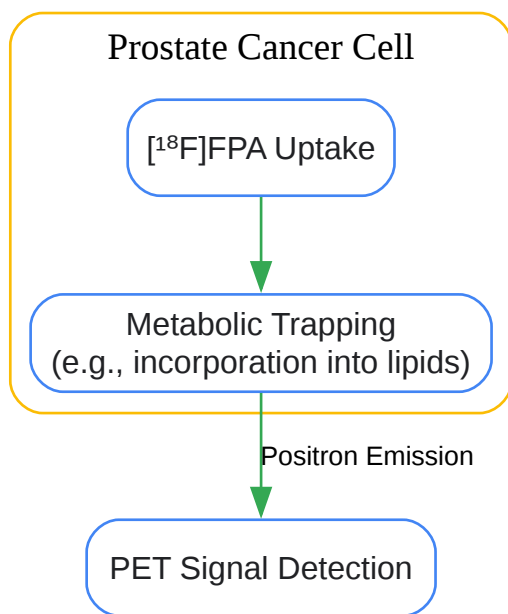 Prostate Cancer Cell
[¹⁸F]FPA Uptake
Metabolic Trapping
(e.g., incorporation into lipids)
Positron Emission
PET Signal Detection